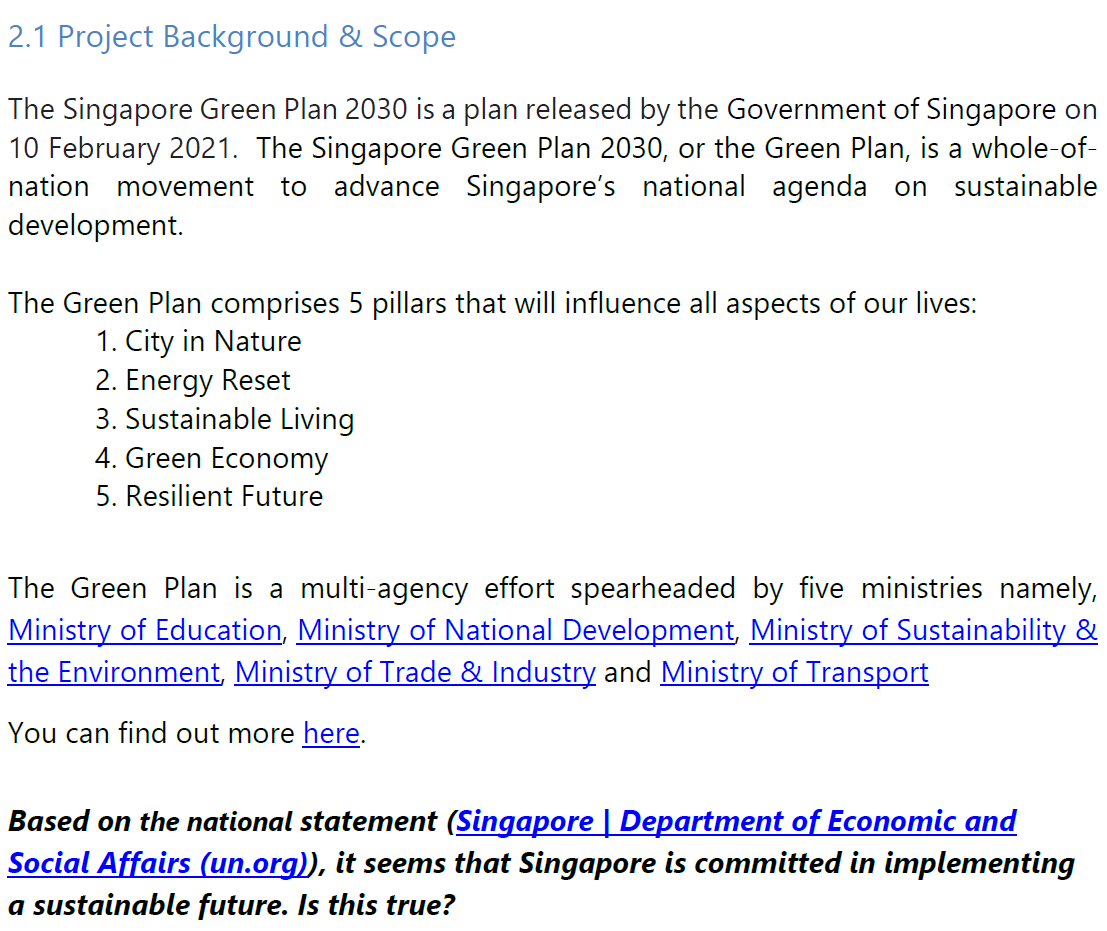 2.1 Project Background & Scope
The Singapore Green Plan 2030 is a plan released by the Government of Singapore on
10 February 2021.  The Singapore Green Plan 2030, or the Green Plan, is a whole-of-
nation movement to advance Singapore’s national agenda on sustainable
development.
The Green Plan comprises 5 pillars that will influence all aspects of our lives:
1. City in Nature
2. Energy Reset
3. Sustainable Living
4. Green Economy
5. Resilient Future
The Green Plan is a multi-agency effort spearheaded by five ministries namely,
Ministry of Education, Ministry of National Development, Ministry of Sustainability &
the Environment, Ministry of Trade & Industry and Ministry of Transport
You can find out more here.
Based on the national statement (Singapore | Department of Economic and
Social Affairs (un.org)), it seems that Singapore is committed in implementing
a sustainable future. Is this true?